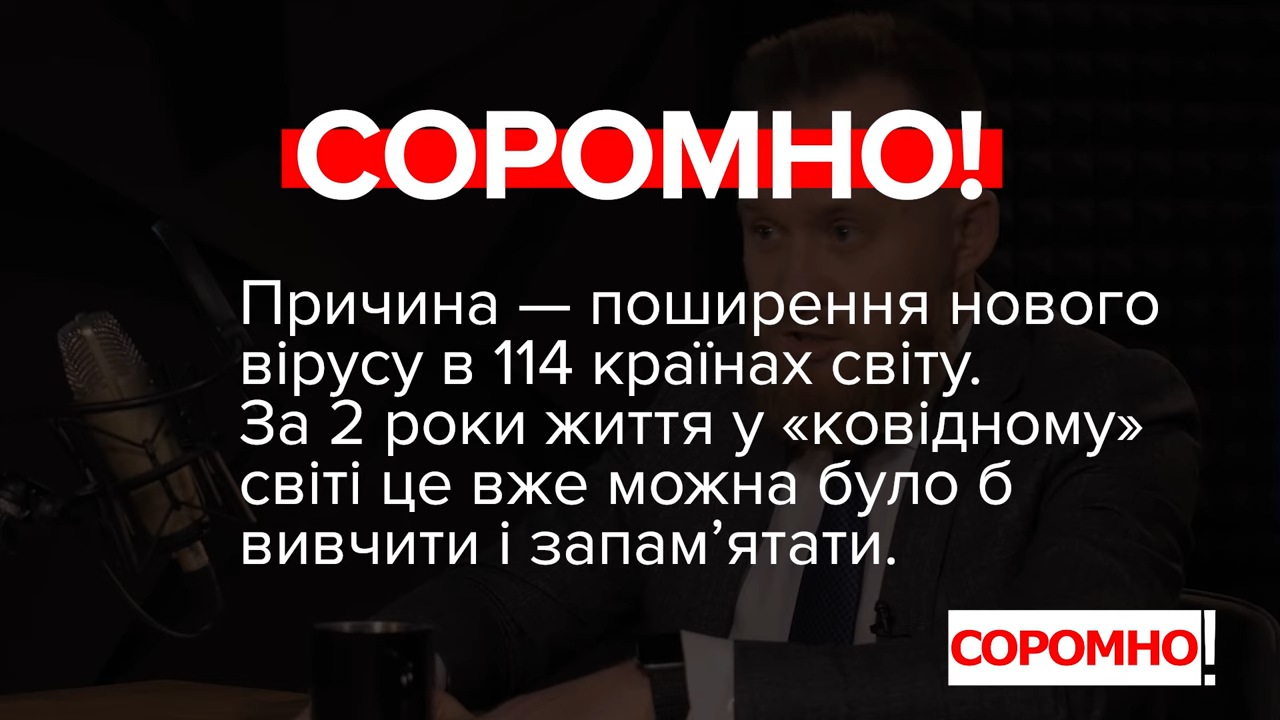 СОРОМНО!
Причина — поширення нового
вірусу в 114 країнах світу.
За 2 роки життя у «ковідному»
світі це вже можна було б
вивчити і запам’ятати.
СОРОМНО!